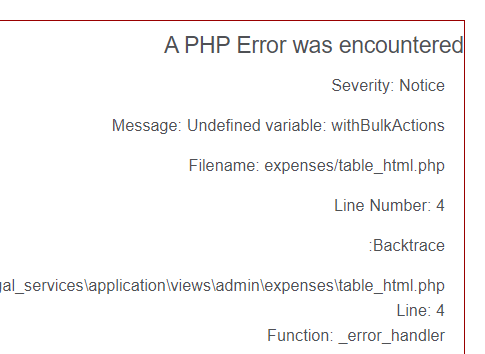 A PHP Error was encountered
Severity: Notice
Message: Undefined variable: withBulkActions
Filename: expenses/table_html.php
Line Number: 4
:Backtrace
gal_services\application\views\admin\expenses\table_html.php
Line: 4
Function: _error_handler